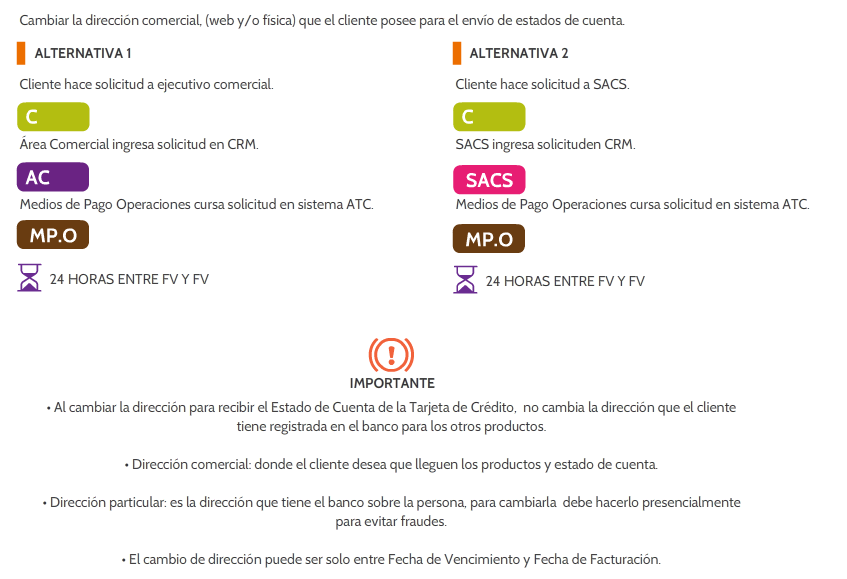 Cambiar la dirección comercial, (web y/o física) que el cliente posee para el envío de estados de cuenta.
ALTERNATIVA 1
Cliente hace solicitud a ejecutivo comercial.
C
Área Comercial ingresa solicitud en CRM.
AC
Medios de Pago Operaciones cursa solicitud en sistema ATC.
MP.O
24 HORAS ENTRE FV Y FV
ALTERNATIVA 2
Cliente hace solicitud a SACS.
C
SACS ingresa solicituden CRM.
SACS
Medios de Pago Operaciones cursa solicitud en sistema ATC.
MP.O
24 HORAS ENTRE FV Y FV
IMPORTANTE
• Al cambiar la dirección para recibir el Estado de Cuenta de la Tarjeta de Crédito, no cambia la dirección que el cliente
tiene registrada en el banco para los otros productos.
• Dirección comercial: donde el cliente desea que lleguen los productos y estado de cuenta.
• Dirección particular: es la dirección que tiene el banco sobre la persona, para cambiarla debe hacerlo presencialmente
para evitar fraudes.
• El cambio de dirección puede ser solo entre Fecha de Vencimiento y Fecha de Facturación.